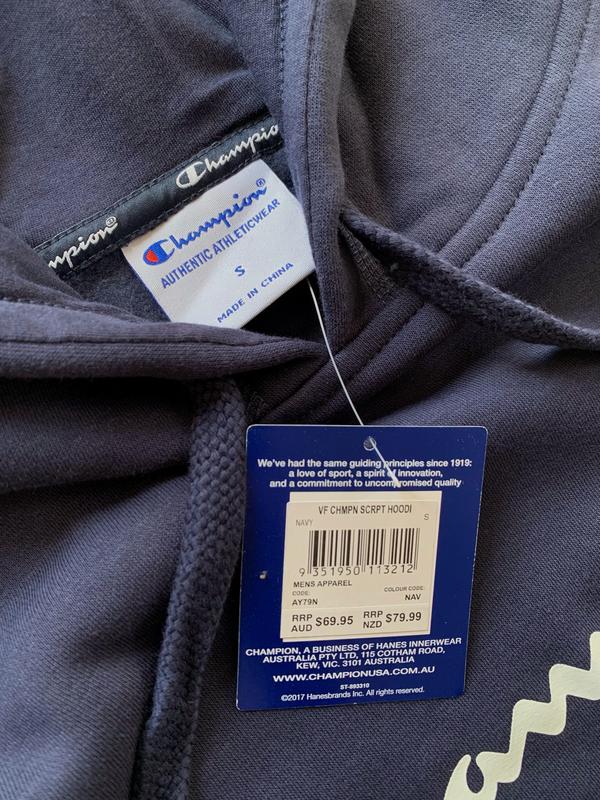 Champio
mpion®
Champion®
AUTHENTIC ATHLETICWEAR
S
MADE IN CHINA
We've had the same guiding principles since 1919:
a love of sport, a spirit of innovation,
and a commitment to uncompromised quality
VF CHMPN SCRPT HOODI
NAVY S
9 351950 113212
MENS APPAREL
CODE: COLOUR CODE:
AY79N NAV
RRP AUD $69.95 RRP NZD $79.99
CHAMPION, A BUSINESS OF HANES INNERWEAR
AUSTRALIA PTY LTD, 115 COTHAM ROAD,
KEW, VIC. 3101 AUSTRALIA
WWW.CHAMPIONUSA.COM.AU
ST-893310
©2017 Hanesbrands Inc. All rights reserved.